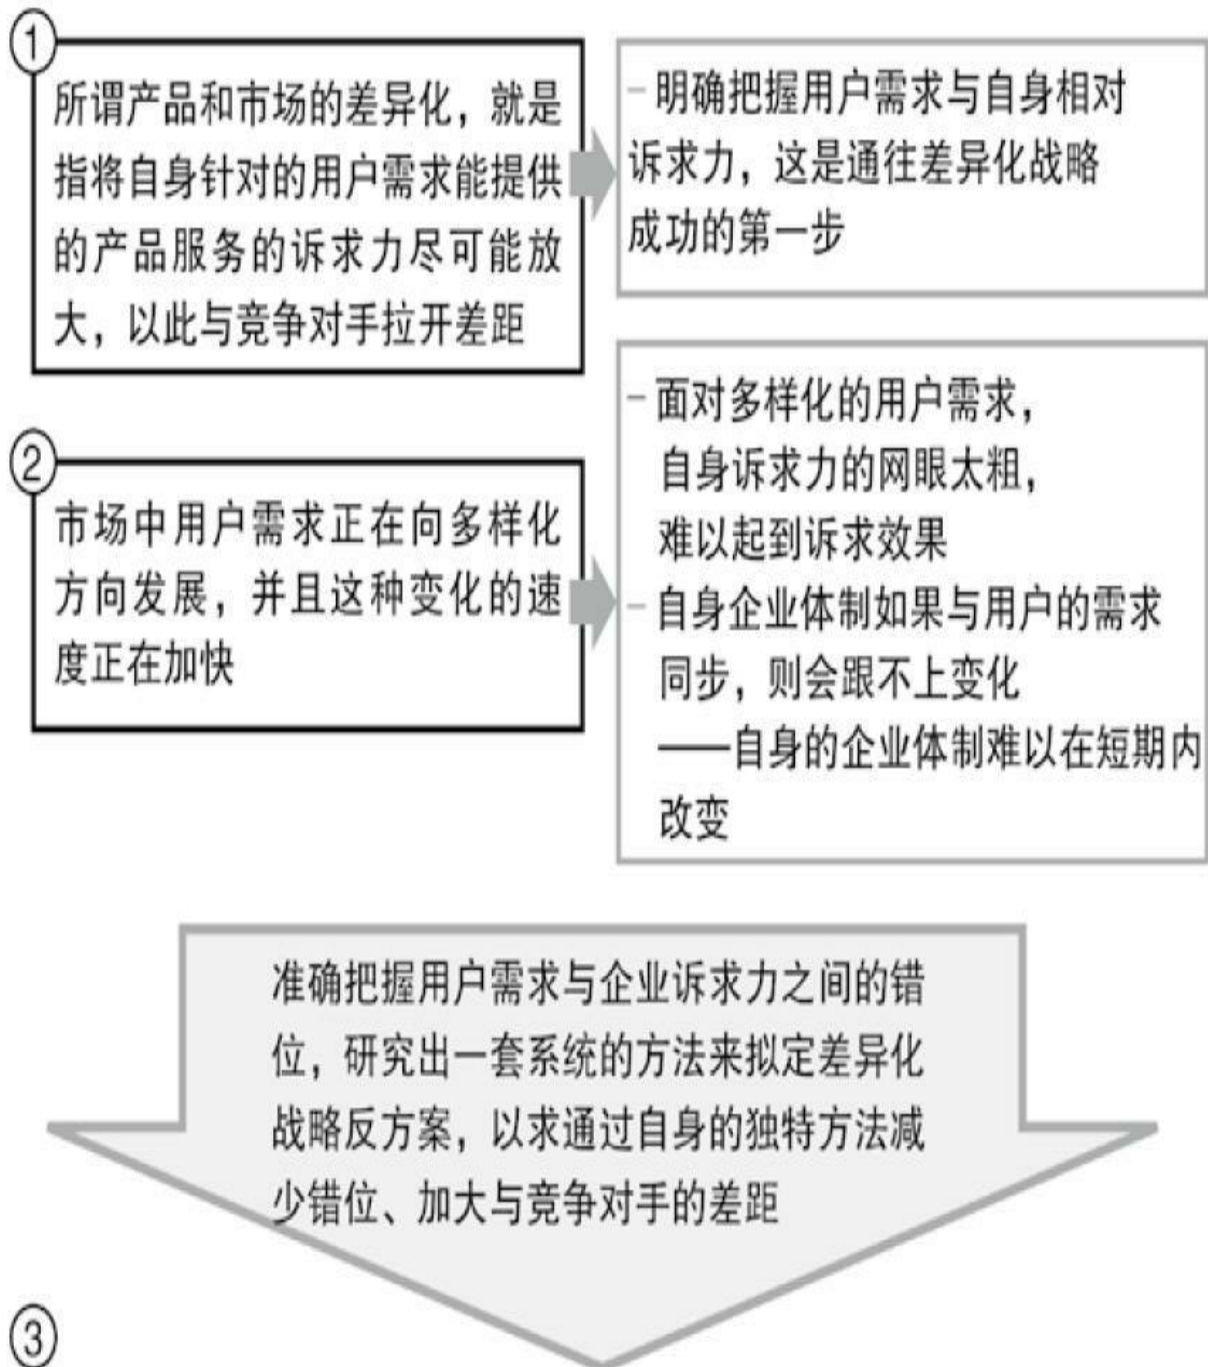 ①
所谓产品和市场的差异化，就是
指将自身针对的用户需求能提供
的产品服务的诉求力尽可能放
大，以此与竞争对手拉开差距
－明确把握用户需求与自身相对
诉求力，这是通往差异化战略
成功的第一步
②
市场中用户需求正在向多样化
方向发展，并且这种变化的速
度正在加快
－面对多样化的用户需求，
自身诉求力的网眼太粗，
难以起到诉求效果
－自身企业体制如果与用户的需求
同步，则会跟不上变化
——自身的企业体制难以在短期内
改变
准确把握用户需求与企业诉求力之间的错
位，研究出一套系统的方法来拟定差异化
战略反方案，以求通过自身的独特方法减
少错位、加大与竞争对手的差距
③